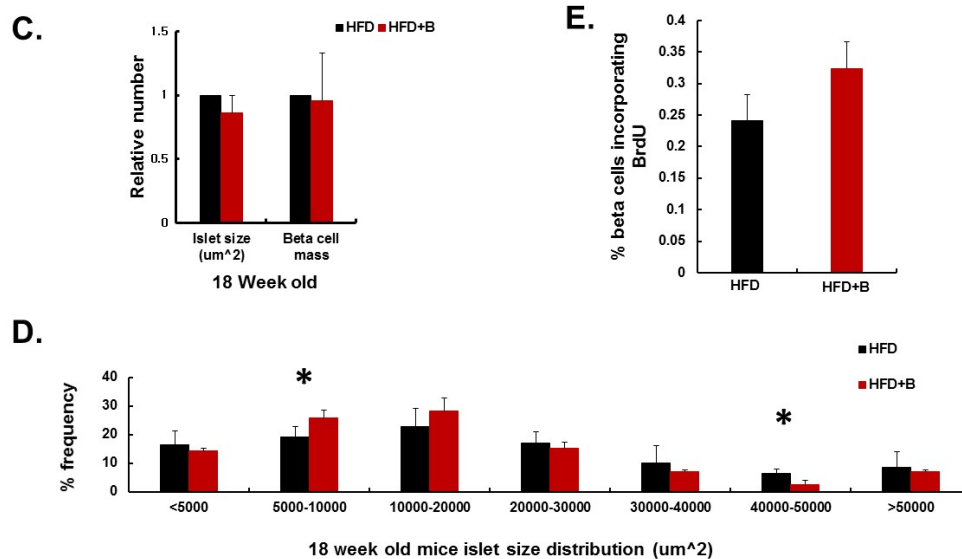 C.
HFD HFD+B
Relative number
1.5
1
0.5
0
Islet size
(um^2)
Beta cell
mass
18 Week old
E.
% beta cells incorporating
BrdU
0.4
0.35
0.3
0.25
0.2
0.15
0.1
0.05
0
HFD
HFD+B
D.
HFD
HFD+B
% frequency
40
30
20
10
0
*
*
<5000
5000-10000
10000-20000
20000-30000
30000-40000
40000-50000
>50000
18 week old mice islet size distribution (um^2)